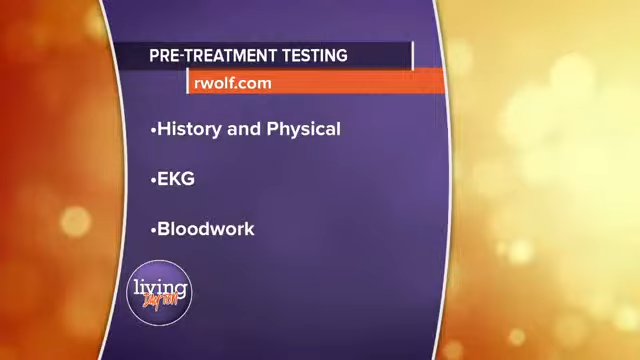 PRE-TREATMENT TESTING
rwolf.com
•History and Physical
•EKG
•Bloodwork
living
Dayton